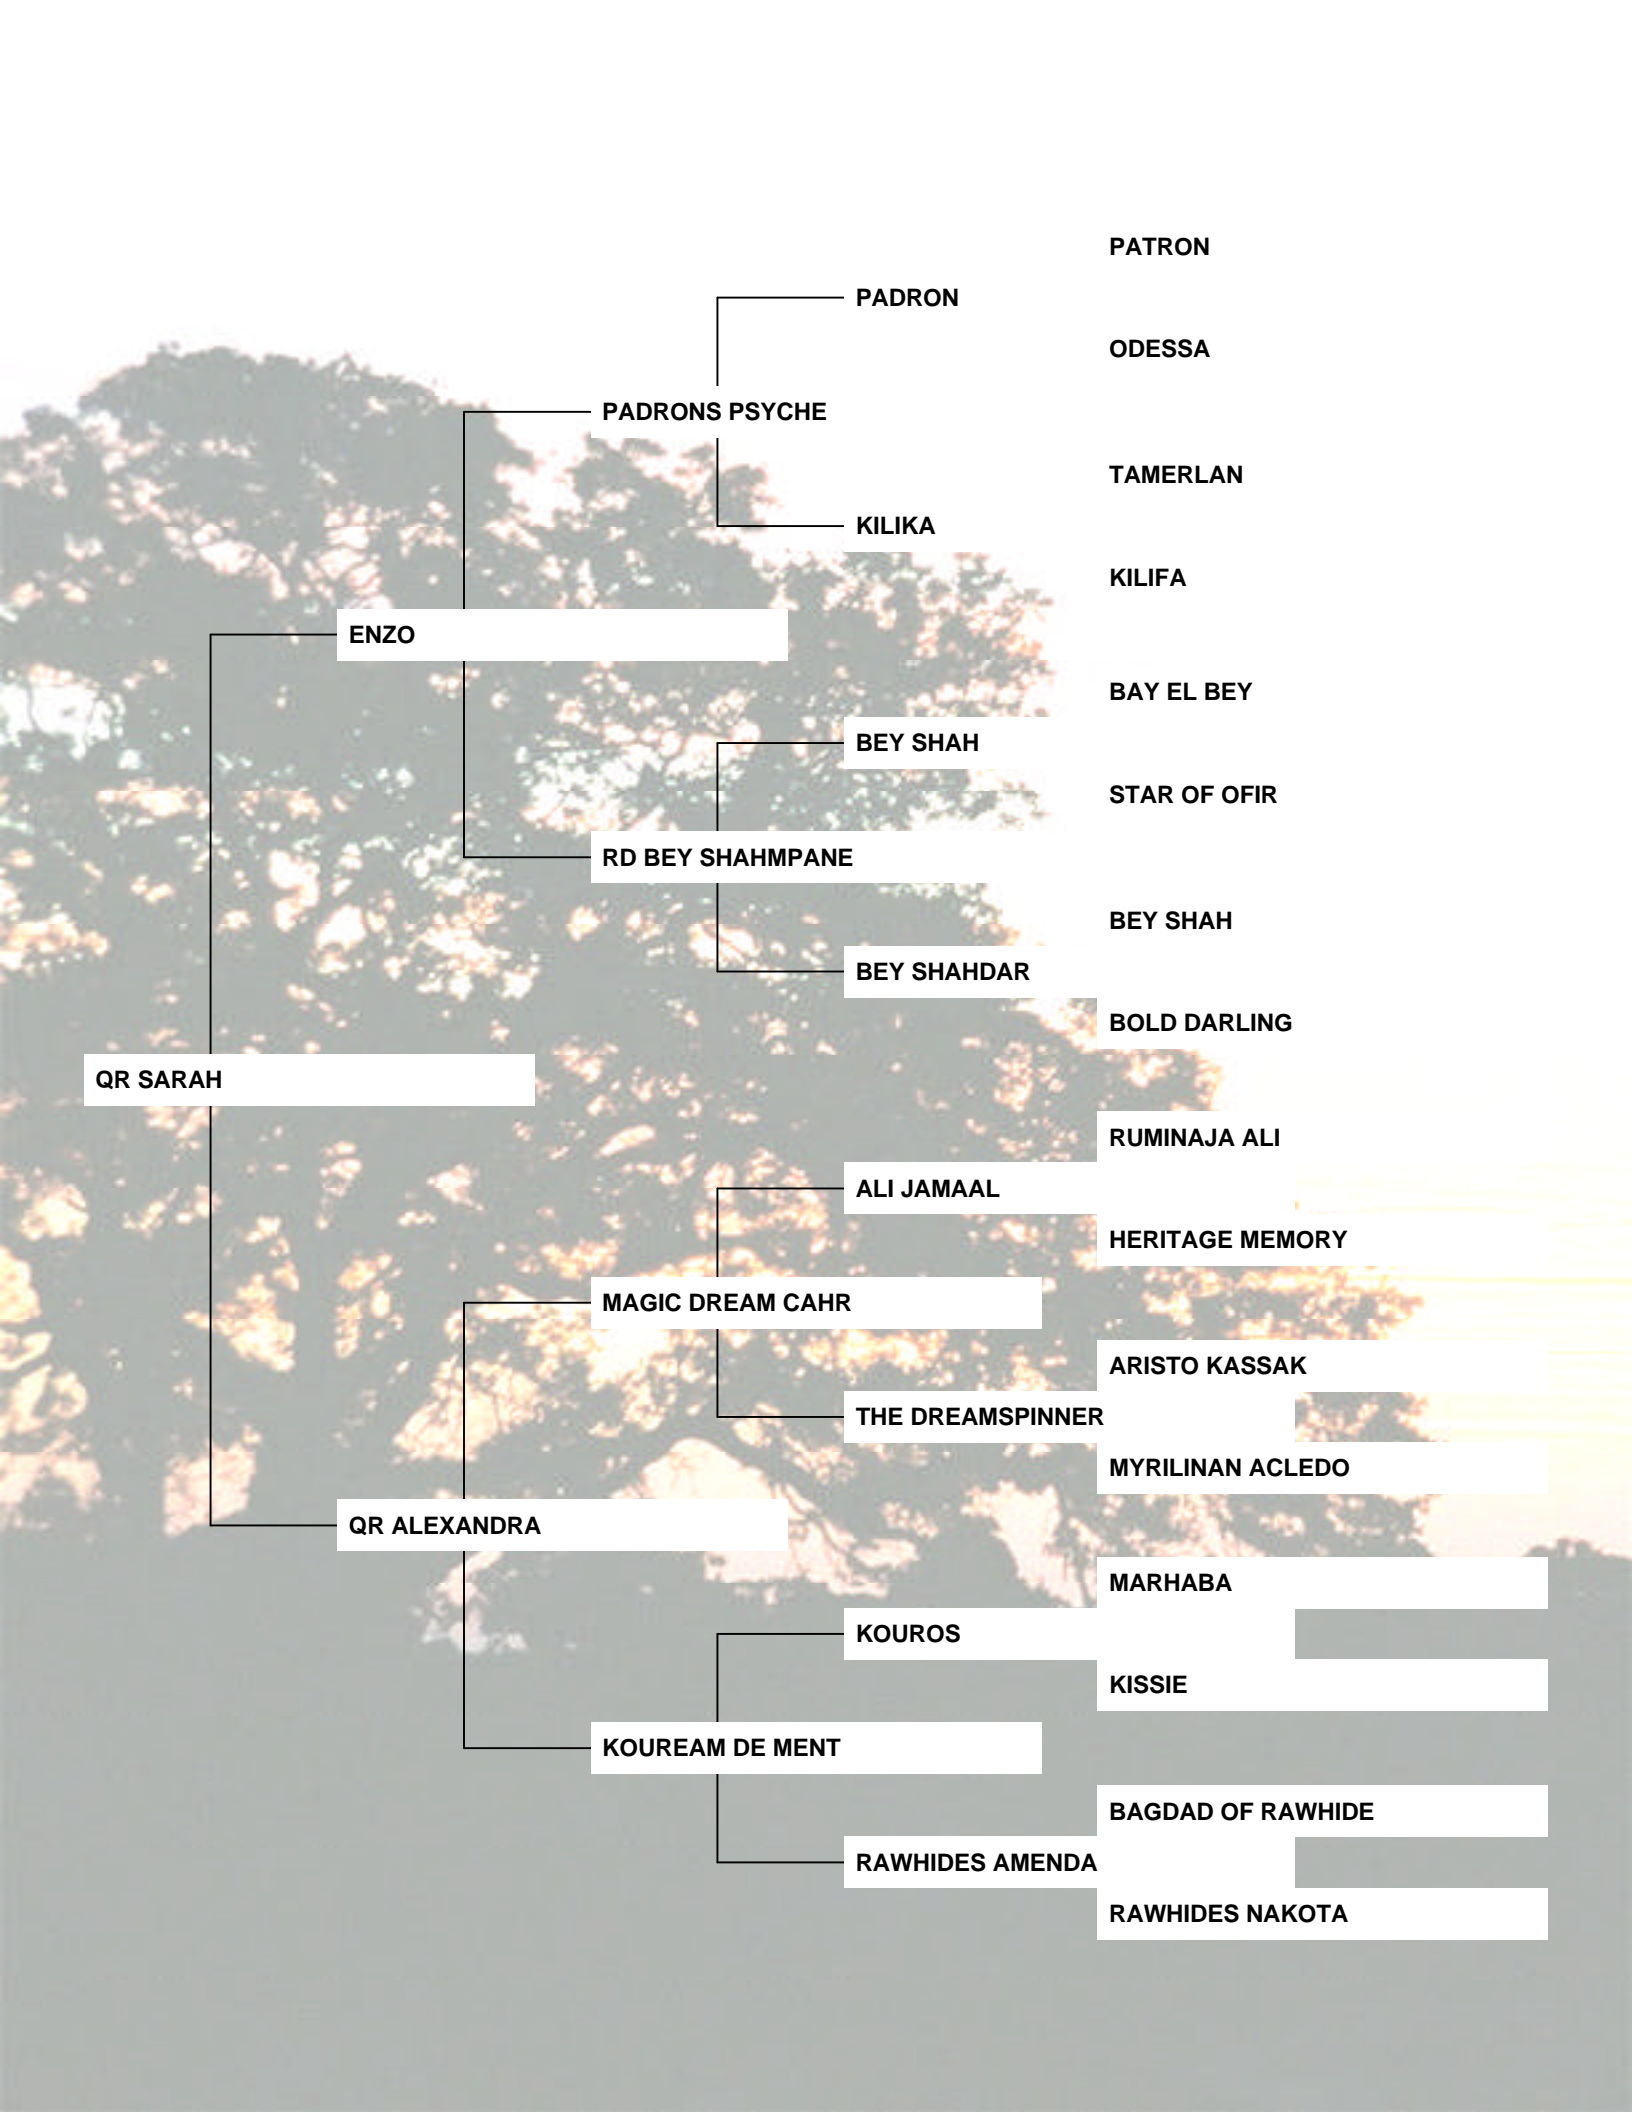 PATRON
PADRON
ODESSA
PADRONS PSYCHE
TAMERLAN
KILIKA
KILIFA
ENZO
BAY EL BEY
BEY SHAH
STAR OF OFIR
RD BEY SHAHMPANE
BEY SHAH
BEY SHAHDAR
BOLD DARLING
QR SARAH
RUMINAJA ALI
ALI JAMAAL
HERITAGE MEMORY
MAGIC DREAM CAHR
ARISTO KASSAK
THE DREAMSPINNER
MYRILINAN ACLEDO
QR ALEXANDRA
MARHABA
KOUROS
KISSIE
KOUREAM DE MENT
BAGDAD OF RAWHIDE
RAWHIDES AMENDA
RAWHIDES NAKOTA